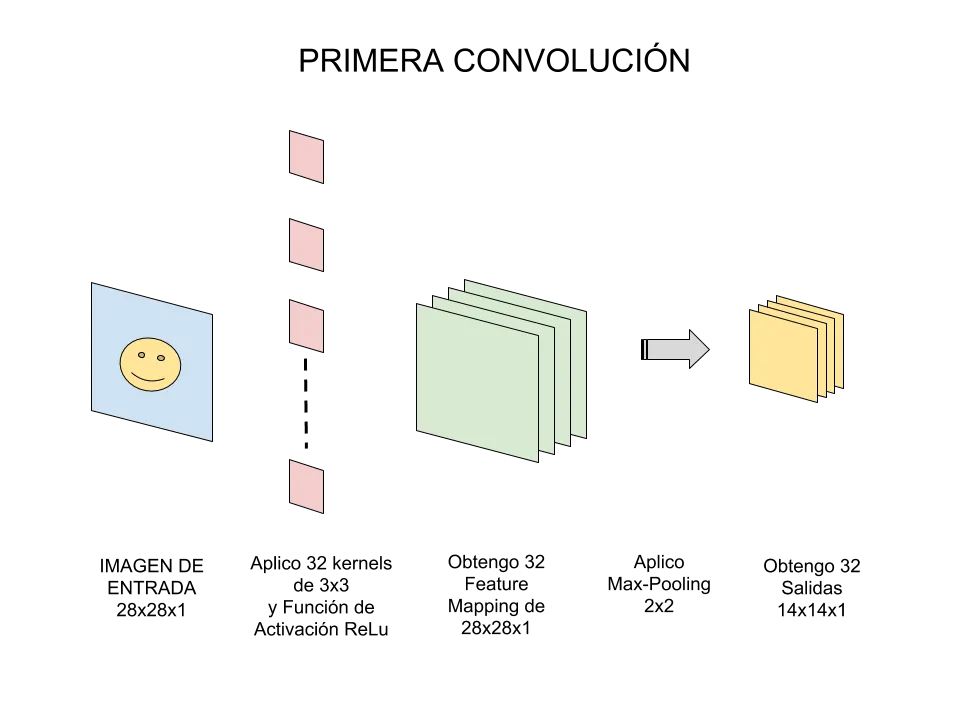 PRIMERA CONVOLUCIÓN
IMAGEN DE
ENTRADA
28x28x1
Aplico 32 kernels
de 3x3
y Función de
Activación ReLu
Obtengo 32
Feature
Mapping de
28x28x1
Aplico
Max-Pooling
2x2
Obtengo 32
Salidas
14x14x1